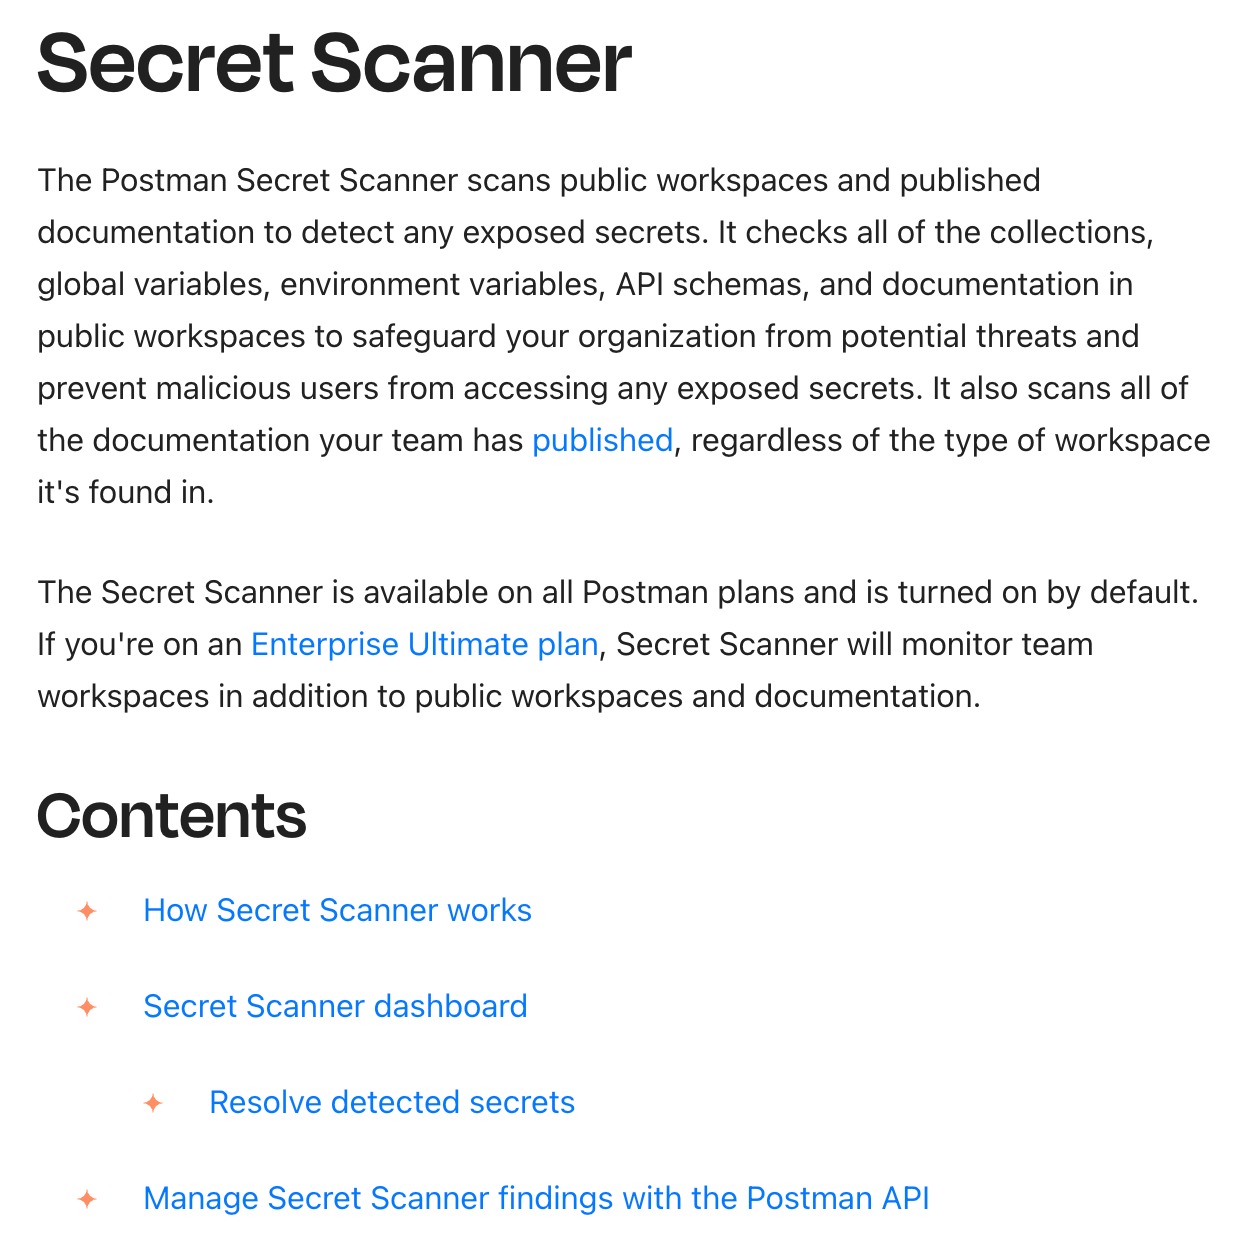 Secret Scanner
The Postman Secret Scanner scans public workspaces and published
documentation to detect any exposed secrets. It checks all of the collections,
global variables, environment variables, API schemas, and documentation in
public workspaces to safeguard your organization from potential threats and
prevent malicious users from accessing any exposed secrets. It also scans all of
the documentation your team has published, regardless of the type of workspace
it's found in.
The Secret Scanner is available on all Postman plans and is turned on by default.
If you're on an Enterprise Ultimate plan, Secret Scanner will monitor team
workspaces in addition to public workspaces and documentation.
Contents
How Secret Scanner works
Secret Scanner dashboard
Resolve detected secrets
Manage Secret Scanner findings with the Postman API